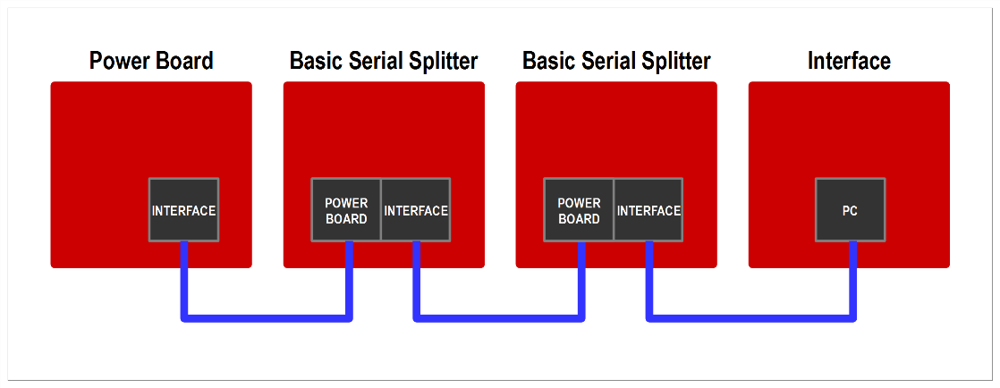 Power Board
Basic Serial Splitter
Basic Serial Splitter
Interface
INTERFACE
POWER
BOARD
INTERFACE
POWER
BOARD
INTERFACE
PC